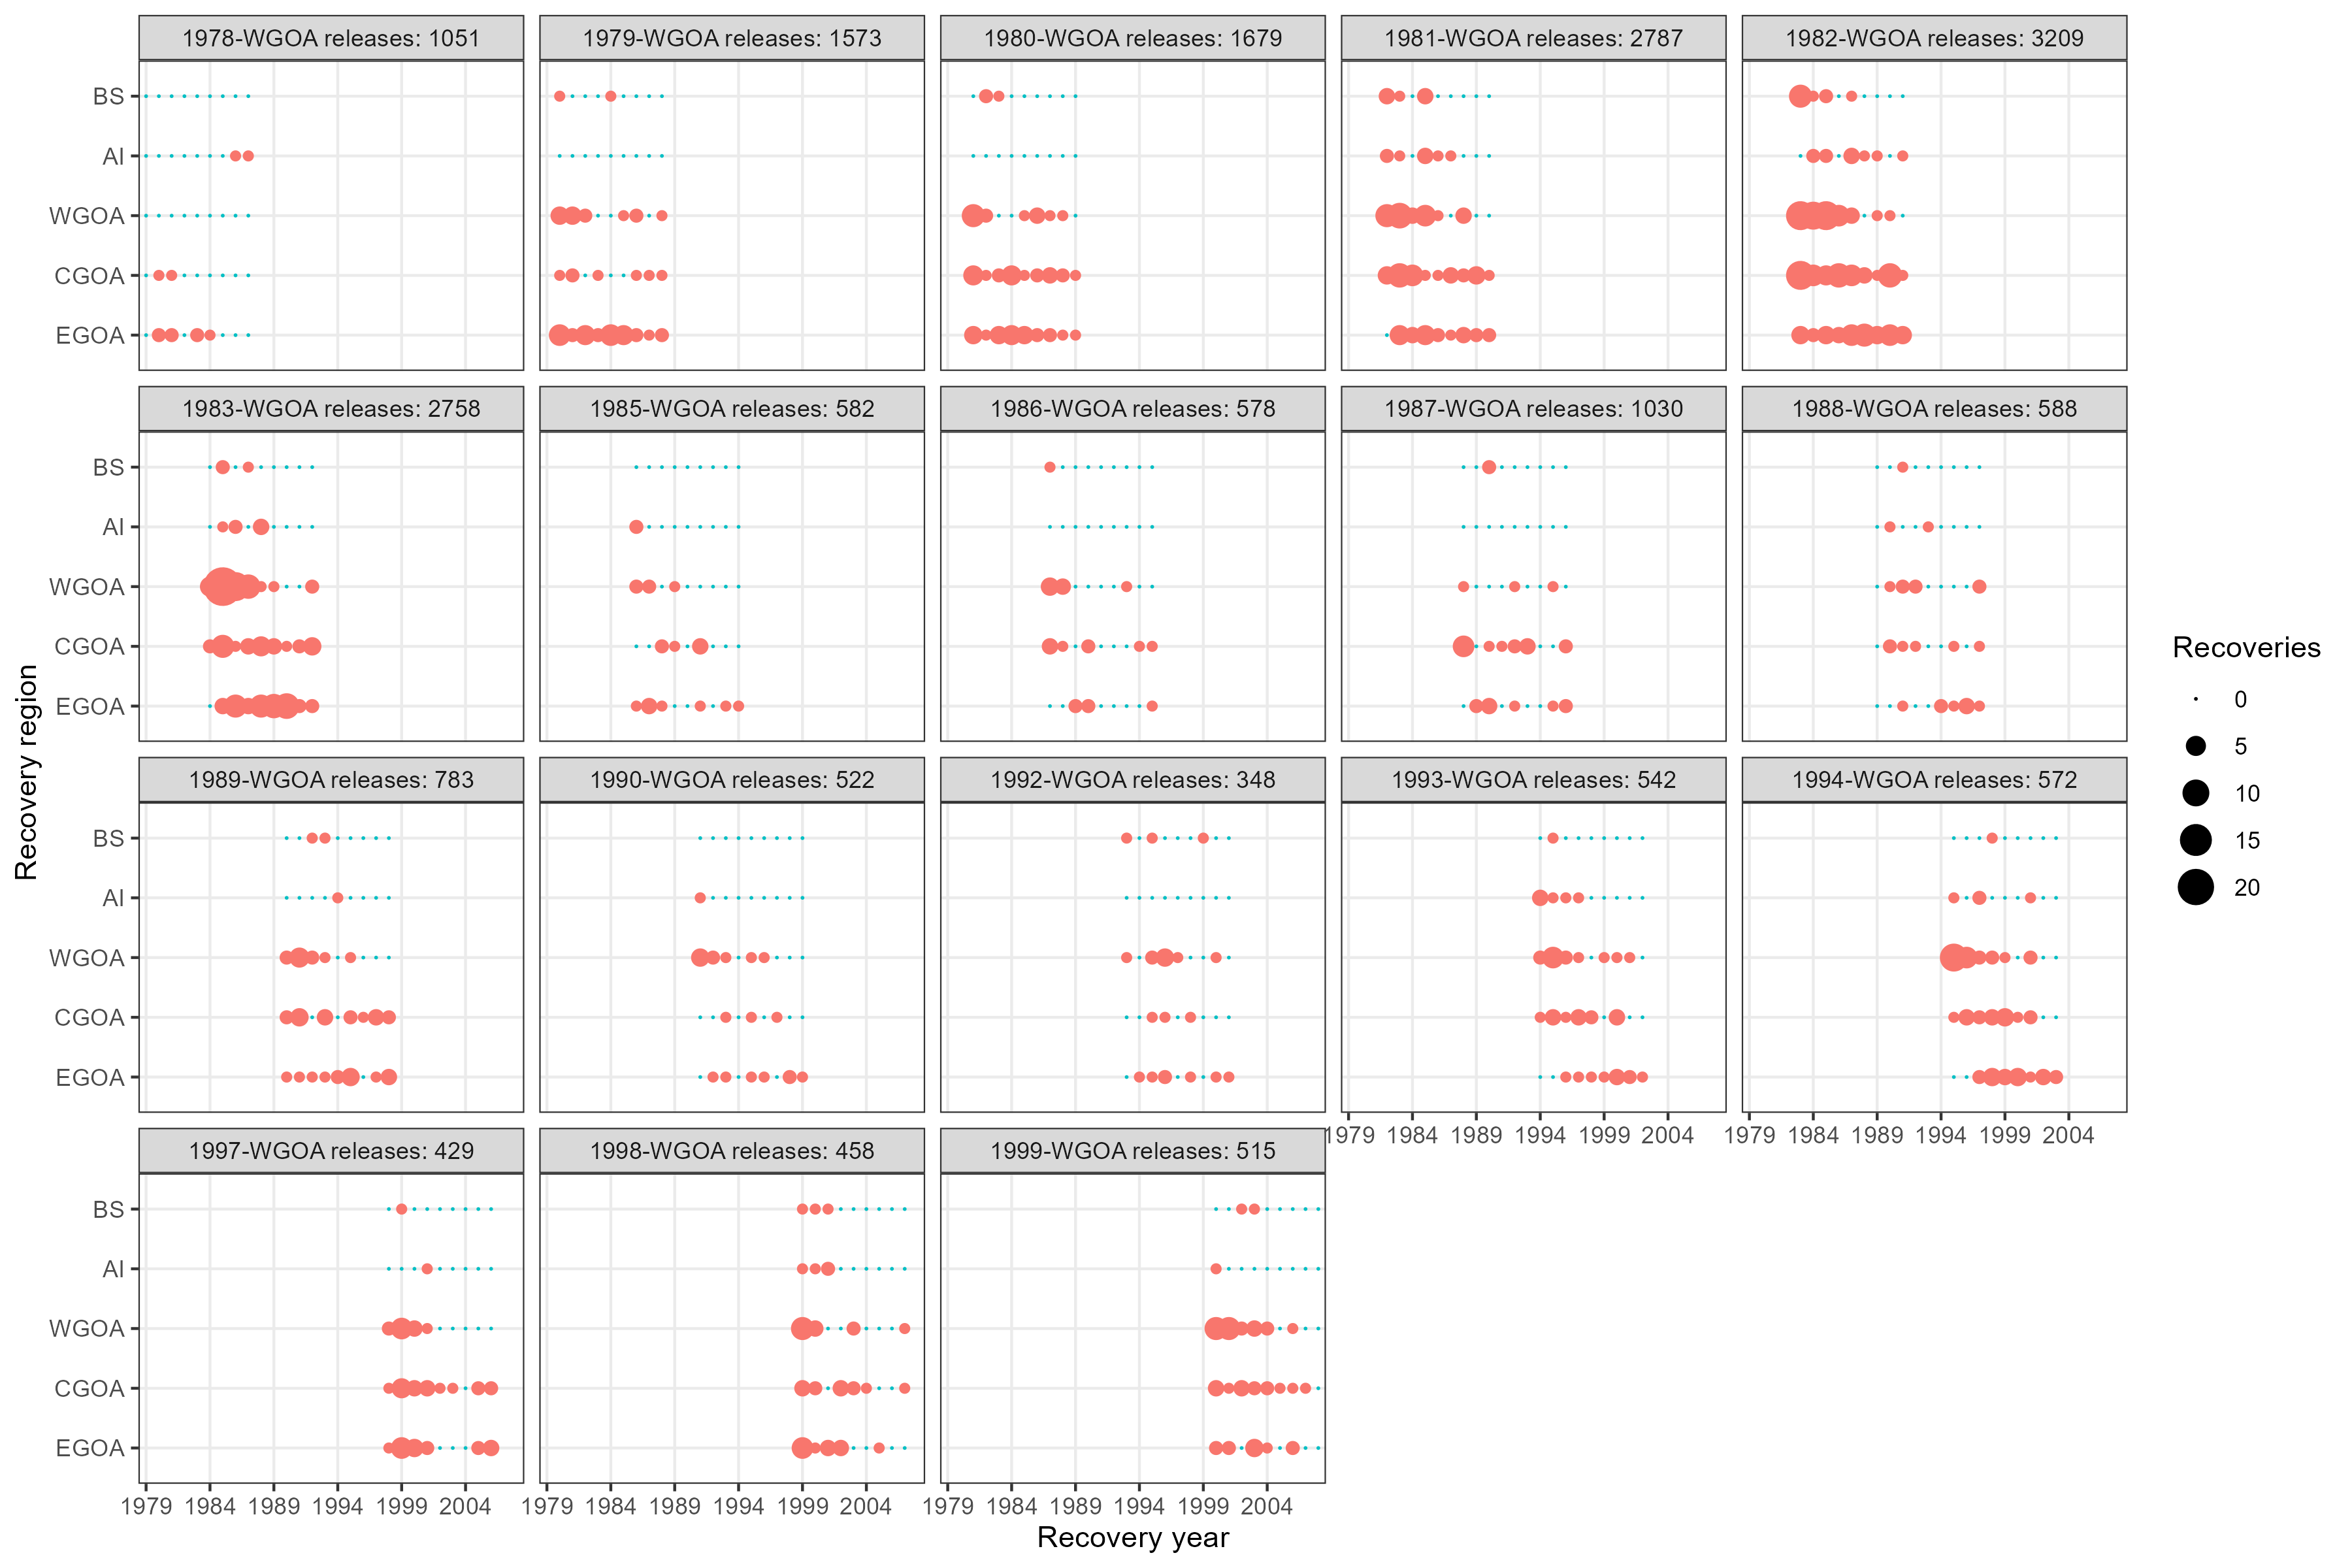 1978-WGOA releases: 1051
1979-WGOA releases: 1573
1980-WGOA releases: 1679
1981-WGOA releases: 2787
1982-WGOA releases: 3209
BS
AI
WGOA
CGOA
EGOA
1983-WGOA releases: 2758
1985-WGOA releases: 582
1986-WGOA releases: 578
1987-WGOA releases: 1030
1988-WGOA releases: 588
BS
AI
WGOA
CGOA
EGOA
1989-WGOA releases: 783
1990-WGOA releases: 522
1992-WGOA releases: 348
1993-WGOA releases: 542
1994-WGOA releases: 572
BS
AI
WGOA
CGOA
EGOA
1979 1984 1989 1994 1999 2004
1979 1984 1989 1994 1999 2004
1997-WGOA releases: 429
1998-WGOA releases: 458
1999-WGOA releases: 515
BS
AI
WGOA
CGOA
EGOA
1979 1984 1989 1994 1999 2004
1979 1984 1989 1994 1999 2004
1979 1984 1989 1994 1999 2004
Recovery year
Recovery region
Recoveries
0
5
10
15
20